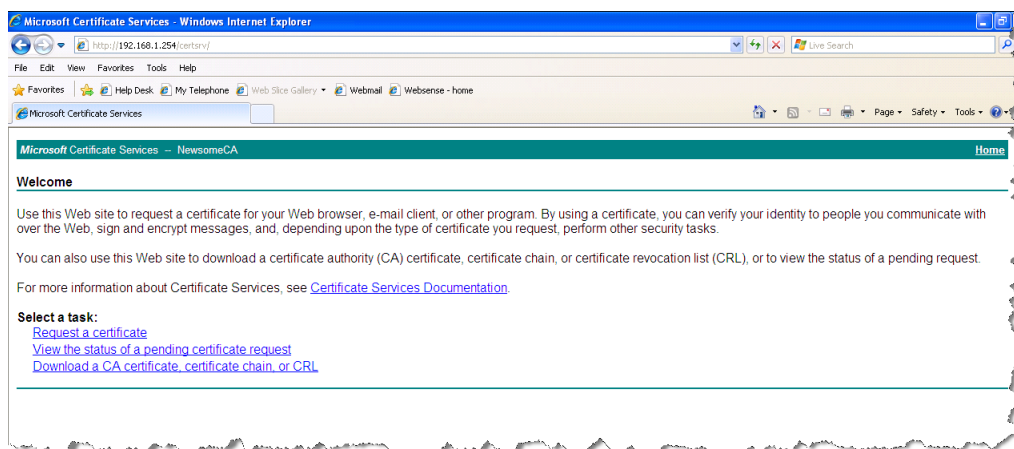 Microsoft Certificate Services - Windows Internet Explorer
http://192.168.1.254/certsrv/
Live Search
File Edit View Favorites Tools Help
Favorites Help Desk My Telephone Web Slice Gallery Webmail Websense - home
Microsoft Certificate Services
Page Safety Tools
Microsoft Certificate Services -- NewsomeCA Home
Welcome
Use this Web site to request a certificate for your Web browser, e-mail client, or other program. By using a certificate, you can verify your identity to people you communicate with
over the Web, sign and encrypt messages, and, depending upon the type of certificate you request, perform other security tasks.
You can also use this Web site to download a certificate authority (CA) certificate, certificate chain, or certificate revocation list (CRL), or to view the status of a pending request.
For more information about Certificate Services, see Certificate Services Documentation.
Select a task:
Request a certificate
View the status of a pending certificate request
Download a CA certificate, certificate chain, or CRL